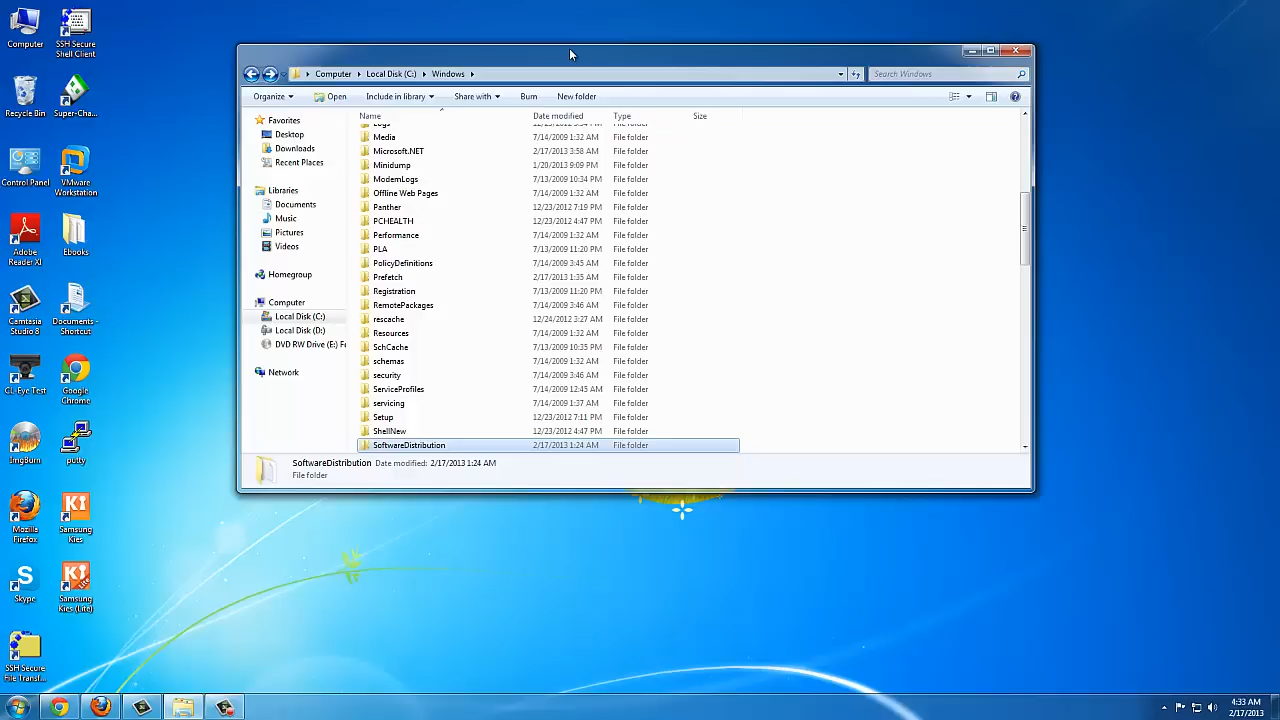 Computer
SSH Secure
Shell Client
Recycle Bin
Super-Cha...
Control Panel
VMware
Workstation
Adobe
Reader XI
Ebooks
Camtasia
Studio 8
Documents -
Shortcut
CL-Eye Test
Google
Chrome
ImgBurn
putty
Mozilla
Firefox
Samsung
Kies
Skype
Samsung
Kies (Lite)
SSH Secure
File Transf...
Computer Local Disk (C:) Windows
Search Windows
Organize Open Include in library Share with Burn New folder
Favorites
Desktop
Downloads
Recent Places
Libraries
Documents
Music
Pictures
Videos
Homegroup
Computer
Local Disk (C:)
Local Disk (D:)
DVD RW Drive (E:) Fr
Network
Name Date modified Type Size
Logs 12/23/2012 5:54 PM File folder
Media 7/14/2009 1:32 AM File folder
Microsoft.NET 2/17/2013 3:58 AM File folder
Minidump 1/20/2013 9:09 PM File folder
ModemLogs 7/13/2009 10:34 PM File folder
Offline Web Pages 7/14/2009 1:32 AM File folder
Panther 12/23/2012 7:19 PM File folder
PCHEALTH 12/23/2012 4:47 PM File folder
Performance 7/14/2009 1:32 AM File folder
PLA 7/13/2009 11:20 PM File folder
PolicyDefinitions 7/14/2009 3:45 AM File folder
Prefetch 2/17/2013 1:35 AM File folder
Registration 7/13/2009 11:20 PM File folder
RemotePackages 7/14/2009 3:46 AM File folder
rescache 12/24/2012 3:27 AM File folder
Resources 7/14/2009 1:32 AM File folder
SchCache 7/13/2009 10:35 PM File folder
schemas 7/14/2009 1:32 AM File folder
security 7/14/2009 3:46 AM File folder
ServiceProfiles 7/14/2009 12:45 AM File folder
servicing 7/14/2009 1:37 AM File folder
Setup 12/23/2012 7:11 PM File folder
ShellNew 12/23/2012 4:47 PM File folder
SoftwareDistribution 2/17/2013 1:24 AM File folder
SoftwareDistribution Date modified: 2/17/2013 1:24 AM
File folder
4:33 AM
2/17/2013